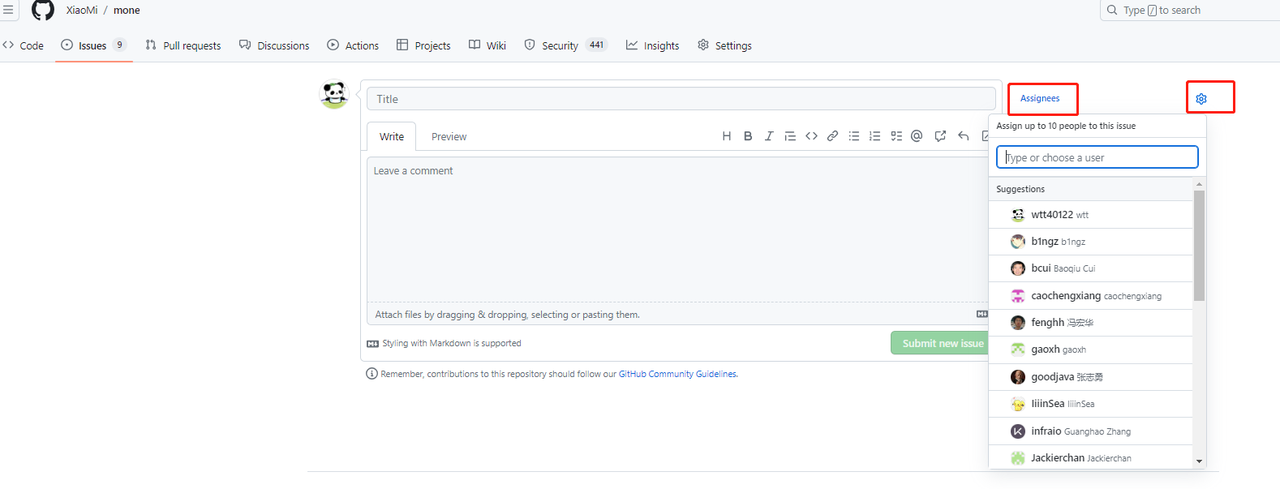 XiaoMi / mone
Type / to search
Code Issues 9 Pull requests Discussions Actions Projects Wiki Security 441 Insights Settings
Title
Assignees
Assign up to 10 people to this issue
Write Preview
Type or choose a user
Leave a comment
Suggestions
wtt40122 wtt
b1ngz b1ngz
bcui Baoqiu Cui
caochengxiang caochengxiang
fenghh 冯宏华
gaoxh gaoxh
goodjava 张志勇
liiinSea liiinSea
infraio Guanghao Zhang
Jackierchan Jackierchan
Attach files by dragging & dropping, selecting or pasting them.
Styling with Markdown is supported
Submit new issue
Remember, contributions to this repository should follow our GitHub Community Guidelines.